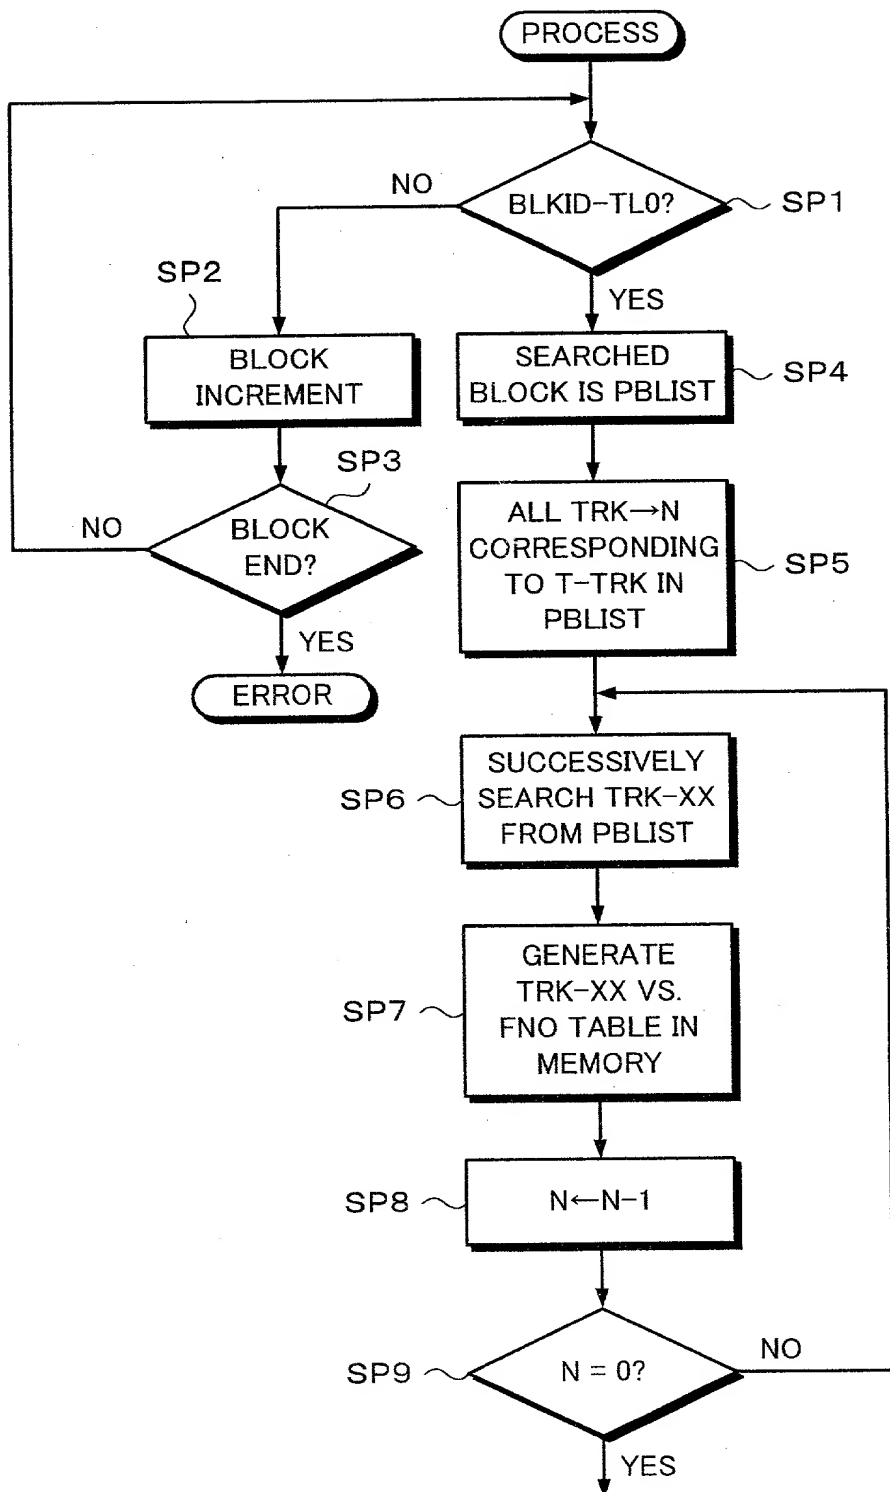 PROCESS
NO
BLKID-TL0?
SP1
SP2
YES
BLOCK
INCREMENT
SEARCHED
BLOCK IS PBLIST
SP4
SP3
NO
BLOCK
END?
ALL TRK→N
CORRESPONDING
TO T-TRK IN
PBLIST
SP5
YES
ERROR
SP6
SUCCESSIVELY
SEARCH TRK-XX
FROM PBLIST
SP7
GENERATE
TRK-XX VS.
FNO TABLE IN
MEMORY
SP8
N←N-1
SP9
N = 0?
NO
YES